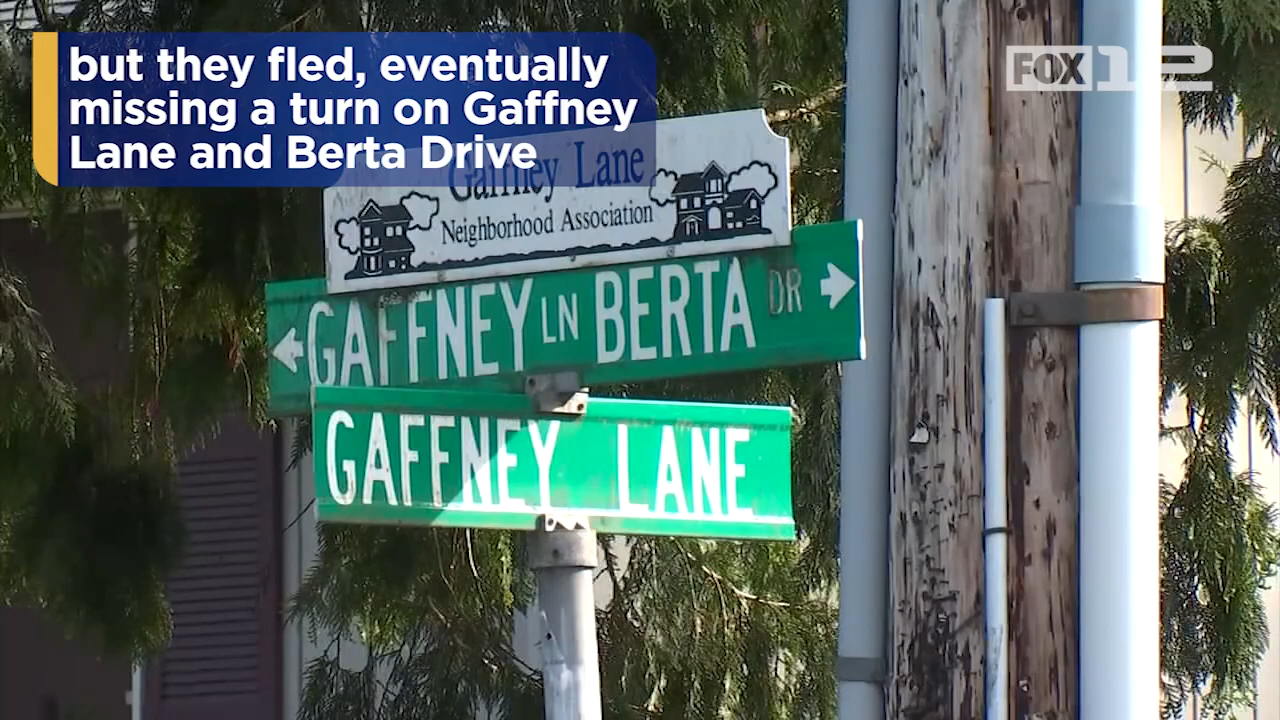 but they fled, eventually
missing a turn on Gaffney
Lane and Berta Drive
FOX 12
Gaffney Lane
Neighborhood Association
GAFFNEY LN BERTA DR
GAFFNEY LANE